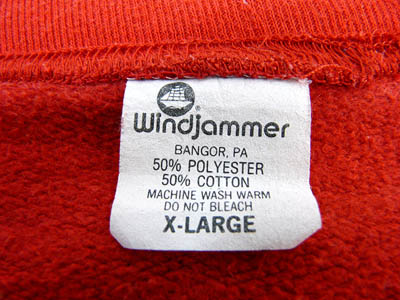 ®
Windjammer
BANGOR, PA
50% POLYESTER
50% COTTON
MACHINE WASH WARM
DO NOT BLEACH
X-LARGE